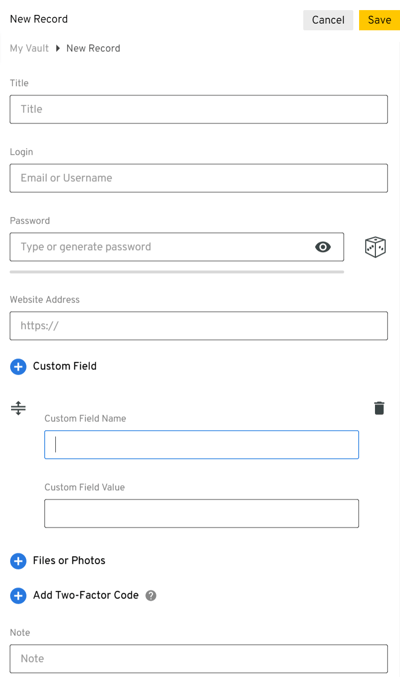 New Record
Cancel
Save
My Vault New Record
Title
Title
Login
Email or Username
Password
Type or generate password
Website Address
https://
Custom Field
Custom Field Name
Custom Field Value
Files or Photos
Add Two-Factor Code ?
Note
Note